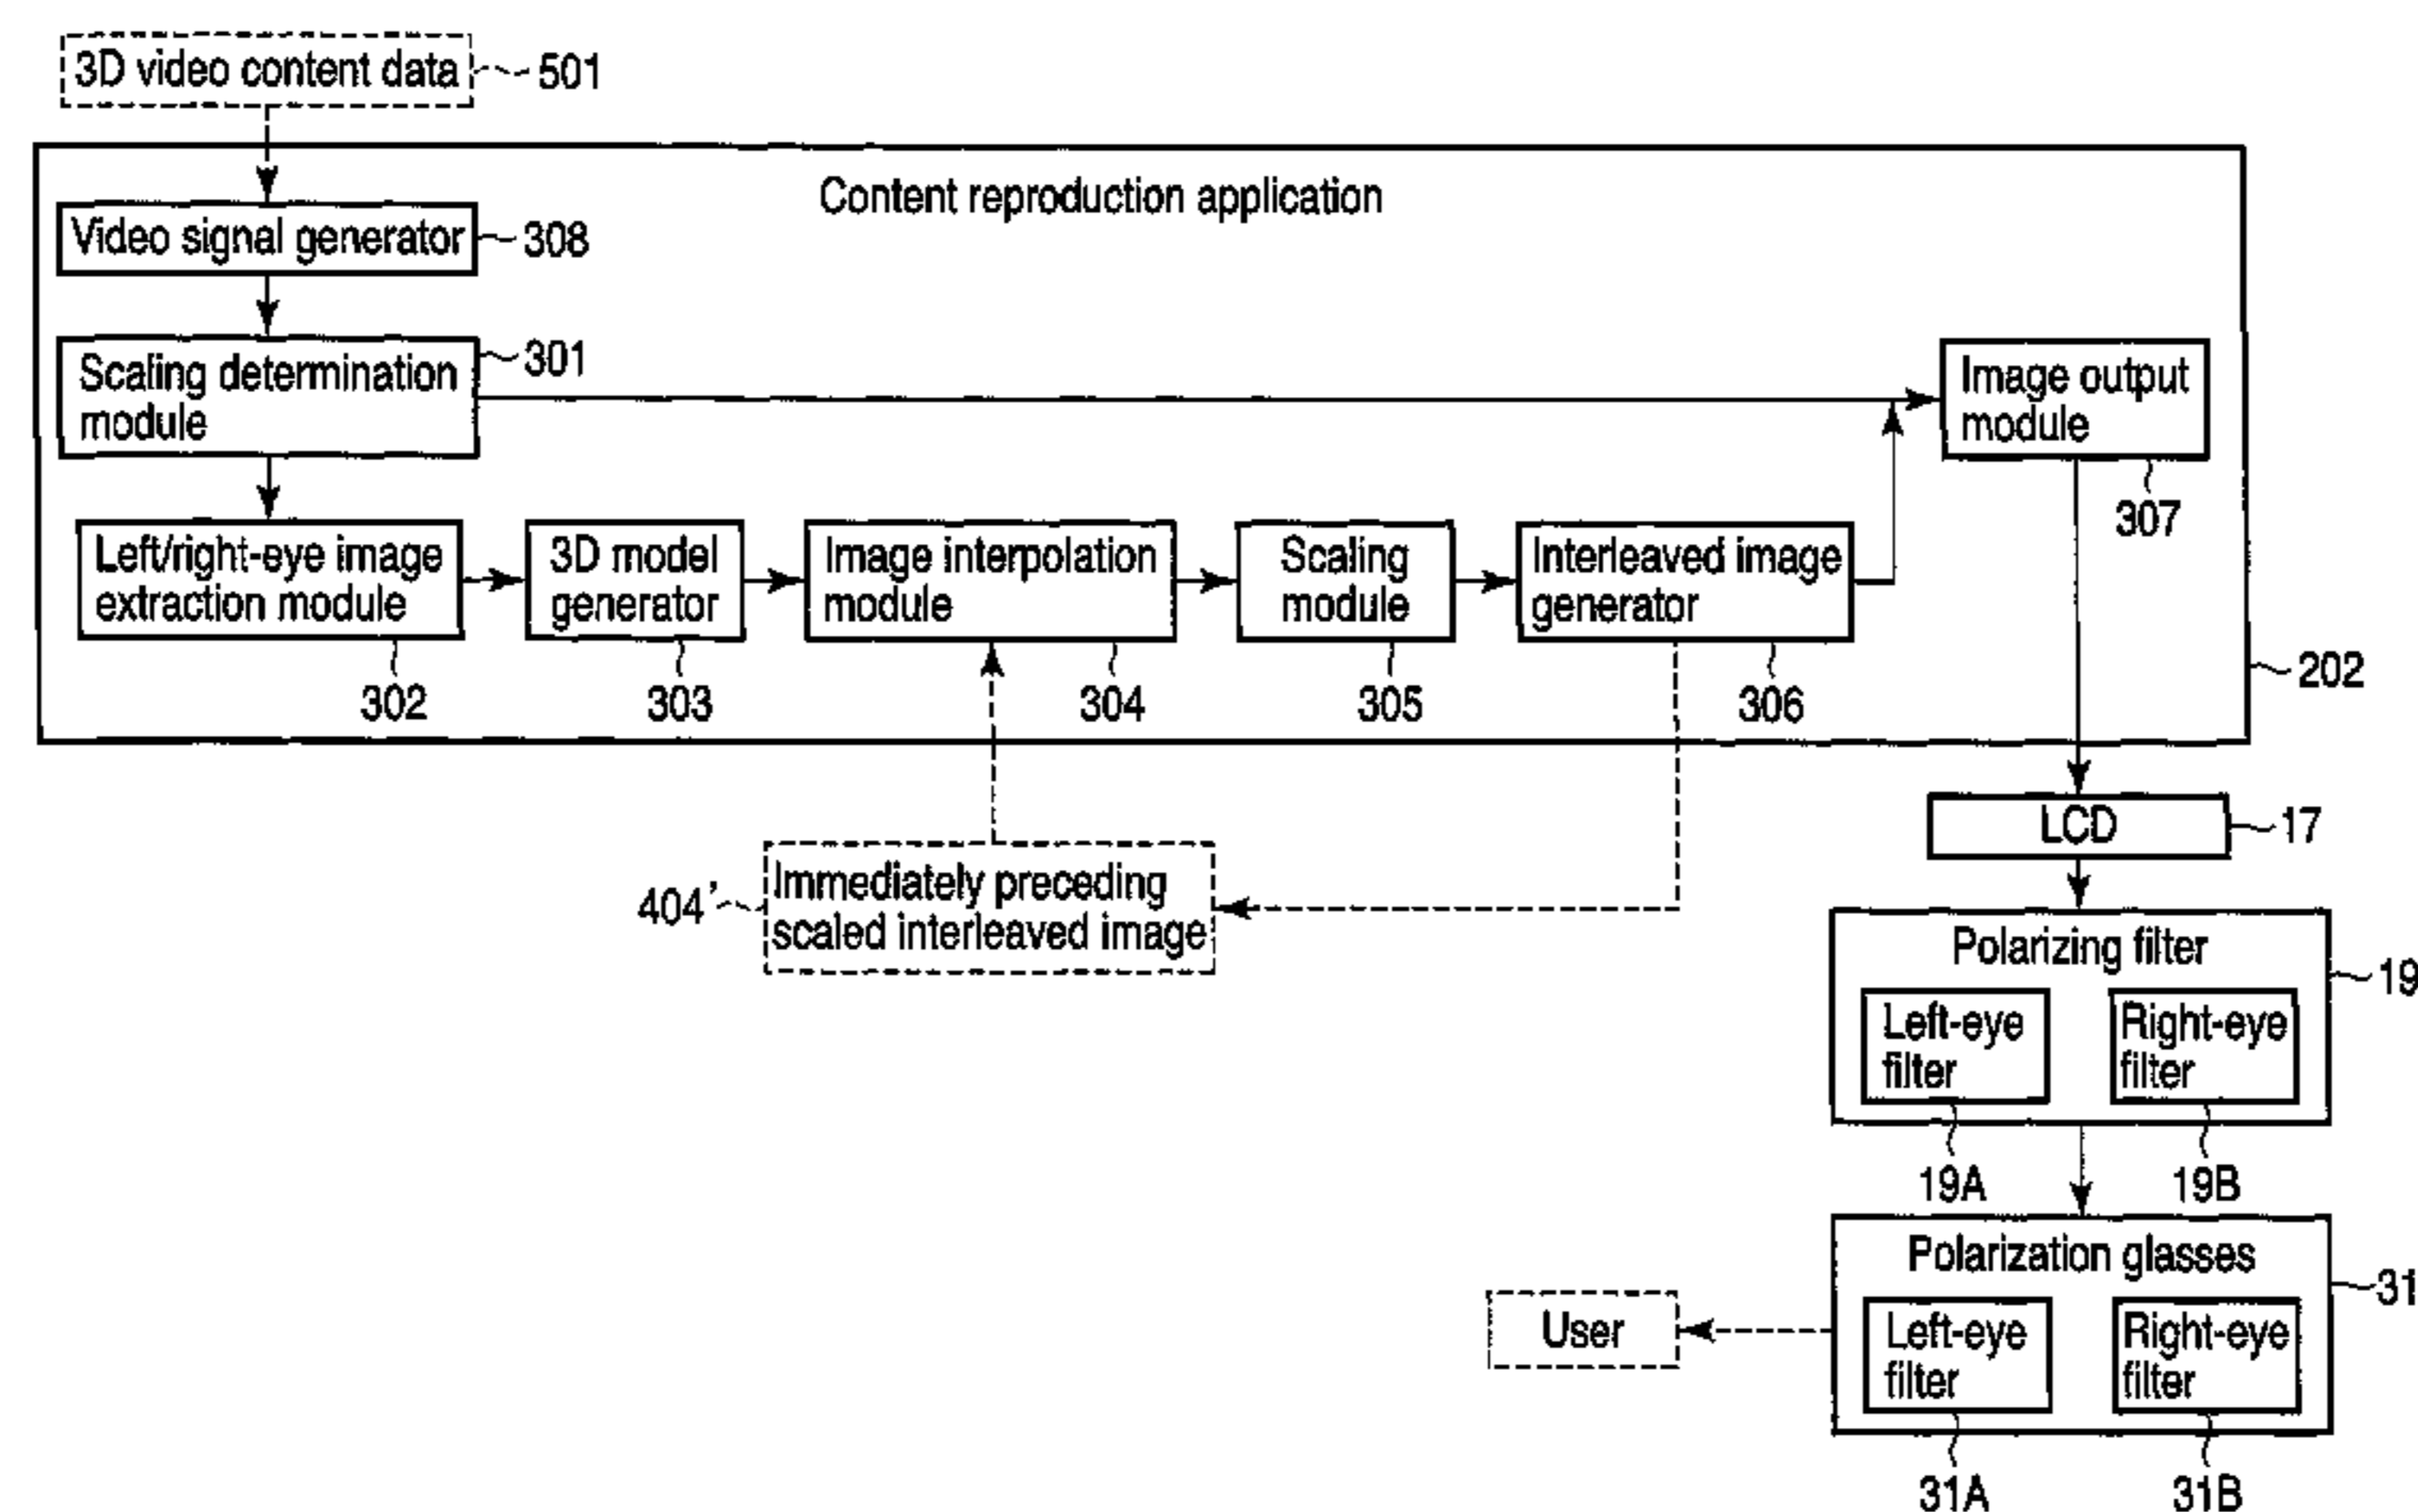 3D video content data
501
Content reproduction application
Video signal generator
308
Scaling determination
module
301
Image output
module
307
Left/right-eye image
extraction module
302
3D model
generator
303
Image interpolation
module
304
Scaling
module
305
Interleaved image
generator
306
202
LCD
17
404'
Immediately preceding
scaled interleaved image
Polarizing filter
19
Left-eye
filter
Right-eye
filter
19A
19B
Polarization glasses
31
User
Left-eye
filter
Right-eye
filter
31A
31B